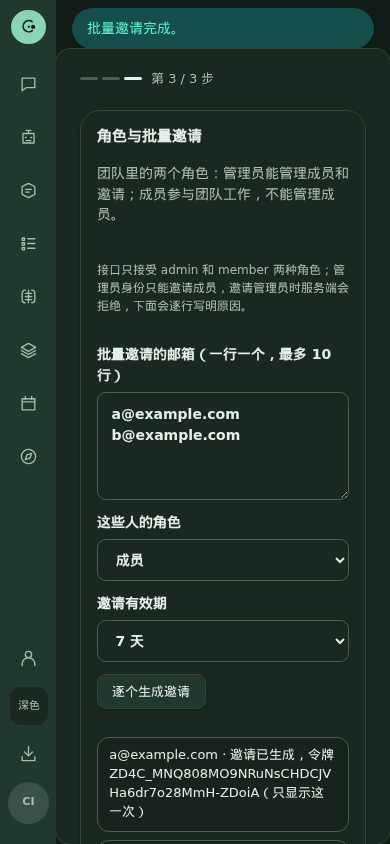 批量邀请完成。
第 3 / 3 步
角色与批量邀请
团队里的两个角色：管理员能管理成员和
邀请；成员参与团队工作，不能管理成
员。
接口只接受 admin 和 member 两种角色；管
理员身份只能邀请成员，邀请管理员时服务端会
拒绝，下面会逐行写明原因。
批量邀请的邮箱（一行一个，最多 10
行）
a@example.com
b@example.com
这些人的角色
成员
邀请有效期
7 天
逐个生成邀请
深色
CI
a@example.com · 邀请已生成，令牌
ZD4C_MNQ808MO9NRuNsCHDCJV
Ha6dr7o28MmH-ZDoiA（只显示这
一次）